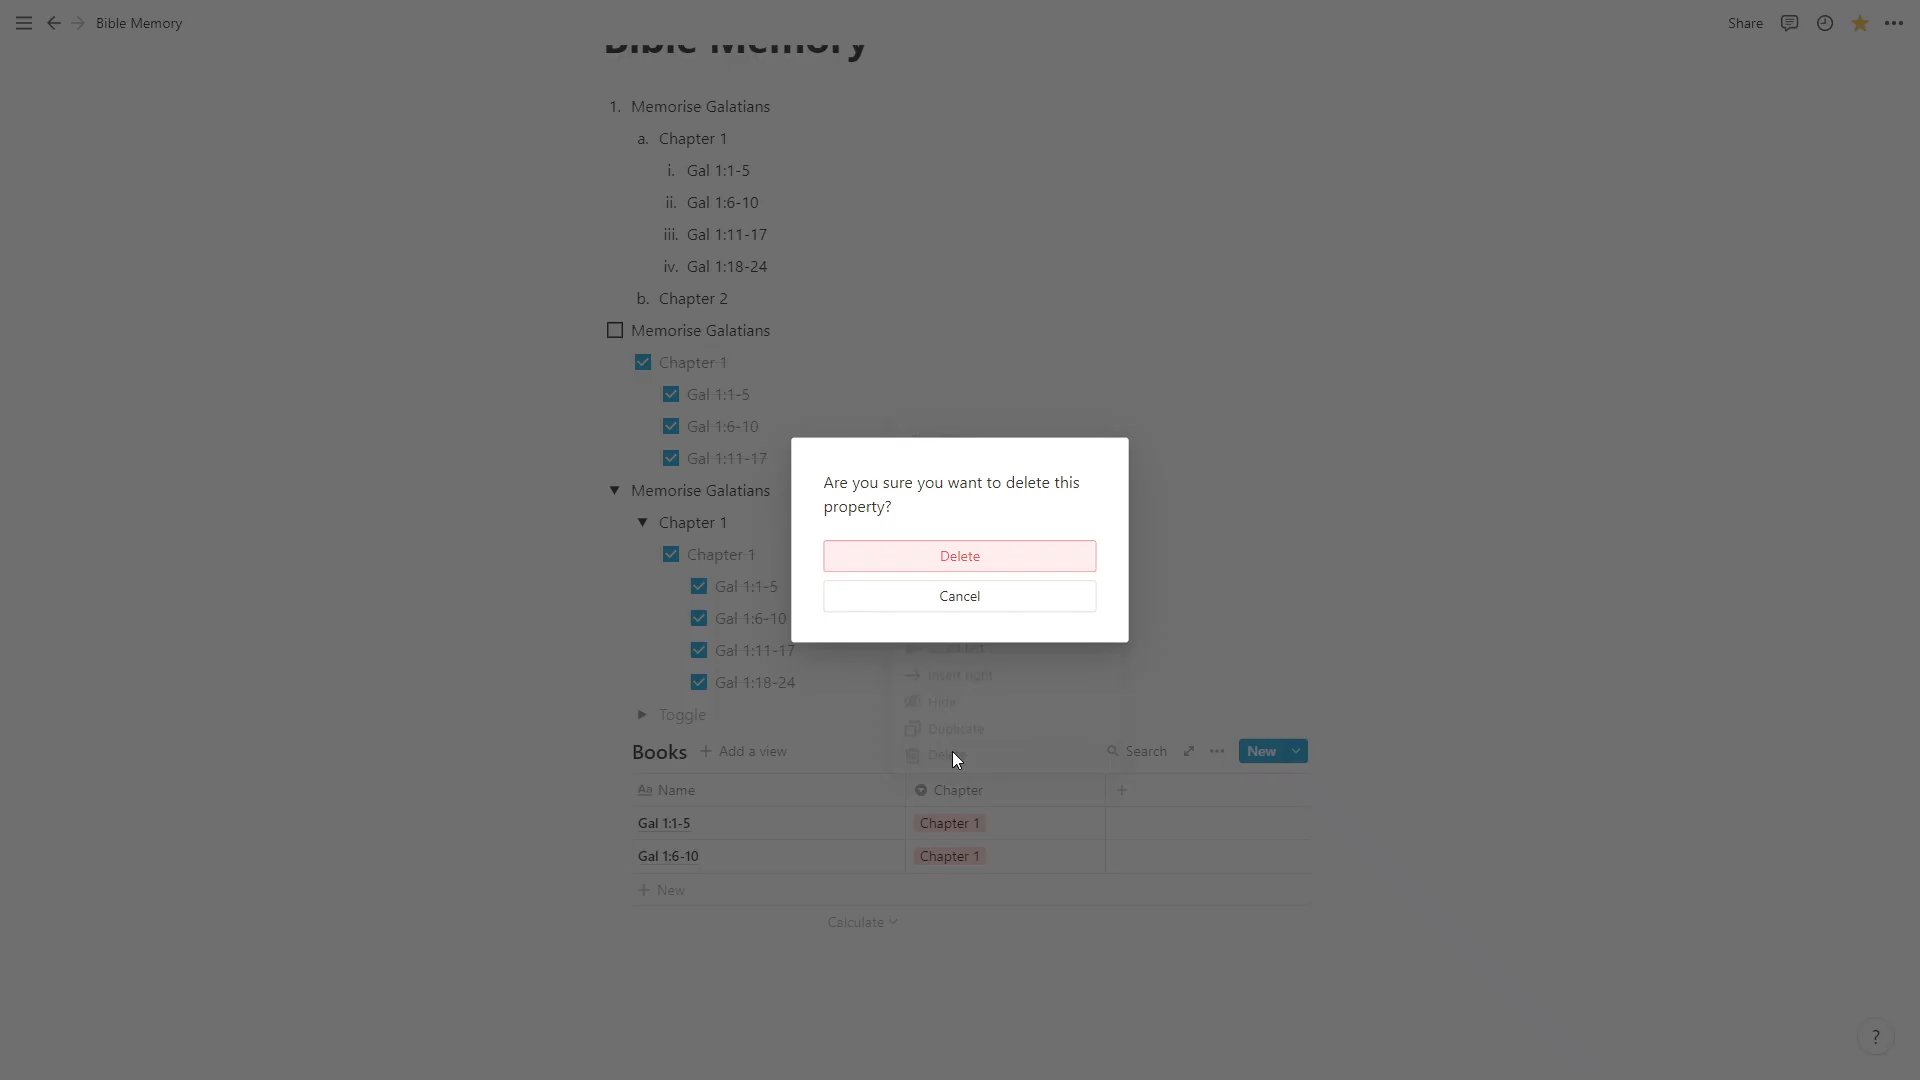 Bible Memory
Share
Bible Memory
1. Memorise Galatians
a. Chapter 1
i. Gal 1:1-5
ii. Gal 1:6-10
iii. Gal 1:11-17
iv. Gal 1:18-24
b. Chapter 2
Memorise Galatians
Chapter 1
Gal 1:1-5
Gal 1:6-10
Gal 1:11-17
Memorise Galatians
Chapter 1
Chapter 1
Gal 1:1-5
Gal 1:6-10
Gal 1:11-17
Gal 1:18-24
Toggle
Are you sure you want to delete this
property?
Delete
Cancel
Insert right
Hide
Duplicate
Delete
Books + Add a view Search New
Aa Name Chapter +
Gal 1:1-5 Chapter 1
Gal 1:6-10 Chapter 1
+ New
Calculate
?